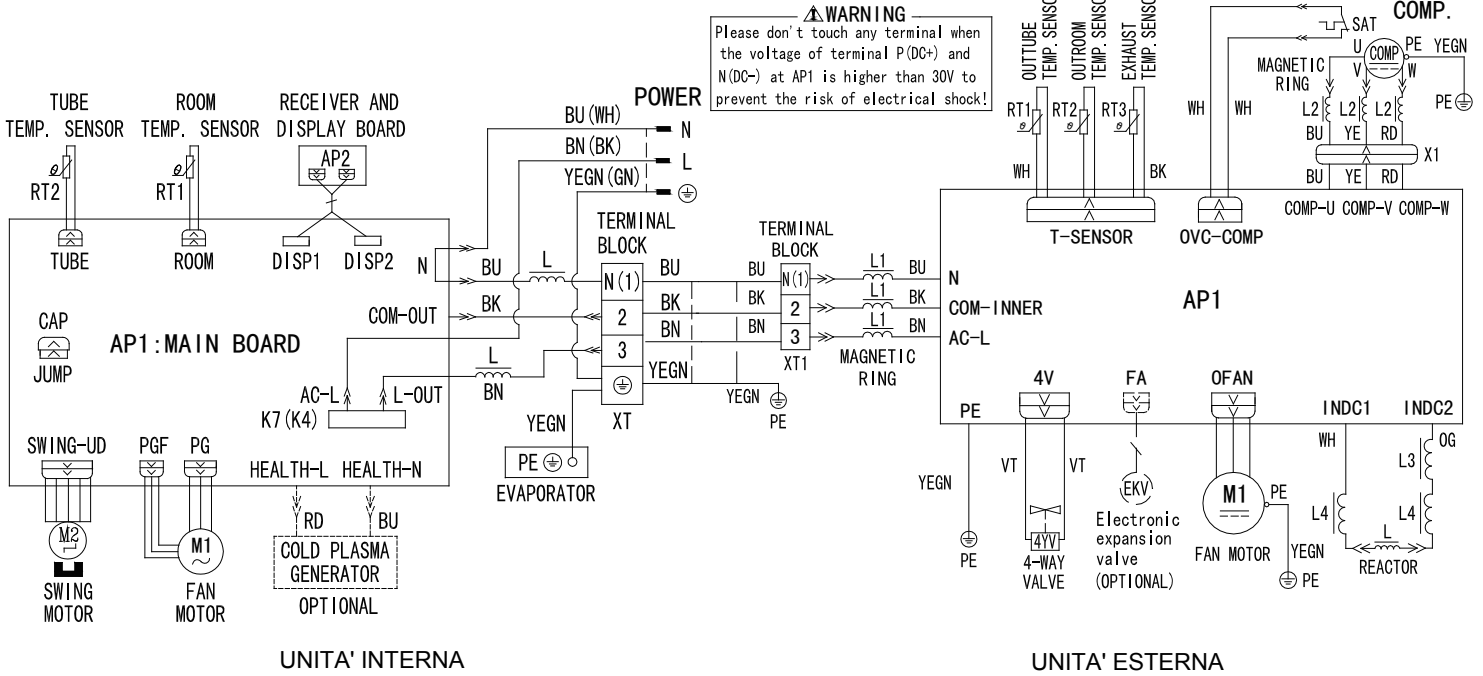 WARNING
Please don't touch any terminal when
the voltage of terminal P(DC+) and
N(DC-) at AP1 is higher than 30V to
prevent the risk of electrical shock!
TUBE
TEMP. SENSOR
RT2
TUBE
ROOM
TEMP. SENSOR
RT1
ROOM
RECEIVER AND
DISPLAY BOARD
AP2
DISP1
DISP2
POWER
BU(WH)
N
BN(BK)
L
YEGN(GN)
N
BU
L
COM-OUT
BK
L
BN
AP1:MAIN BOARD
CAP
JUMP
AC-L
L-OUT
K7(K4)
SWING-UD
PGF
PG
HEALTH-L
HEALTH-N
M2
SWING
MOTOR
M1
FAN
MOTOR
RD
BU
COLD PLASMA
GENERATOR
OPTIONAL
TERMINAL
BLOCK
N(1)
2
3
XT
YEGN
PE
EVAPORATOR
BU
BK
BN
YEGN
YEGN
PE
TERMINAL
BLOCK
BU
BK
BN
N(1)
2
3
XT1
L1
BU
L1
BK
L1
BN
MAGNETIC
RING
N
COM-INNER
AC-L
AP1
OUTTUBE
TEMP. SENSO
OUTROOM
TEMP. SENSO
EXHAUST
TEMP. SENSO
RT1
RT2
RT3
WH
BK
T-SENSOR
WH
WH
OVC-COMP
SAT
COMP.
U
V
W
COMP
PE
YEGN
PE
MAGNETIC
RING
L2
L2
L2
BU
YE
RD
X1
BU
YE
RD
COMP-U
COMP-V
COMP-W
PE
YEGN
PE
4V
VT
VT
4YV
4-WAY
VALVE
FA
EKV
Electronic
expansion
valve
(OPTIONAL)
OFAN
M1
PE
FAN MOTOR
YEGN
PE
INDC1
INDC2
WH
OG
L3
L4
L4
L
REACTOR
UNITA' INTERNA
UNITA' ESTERNA